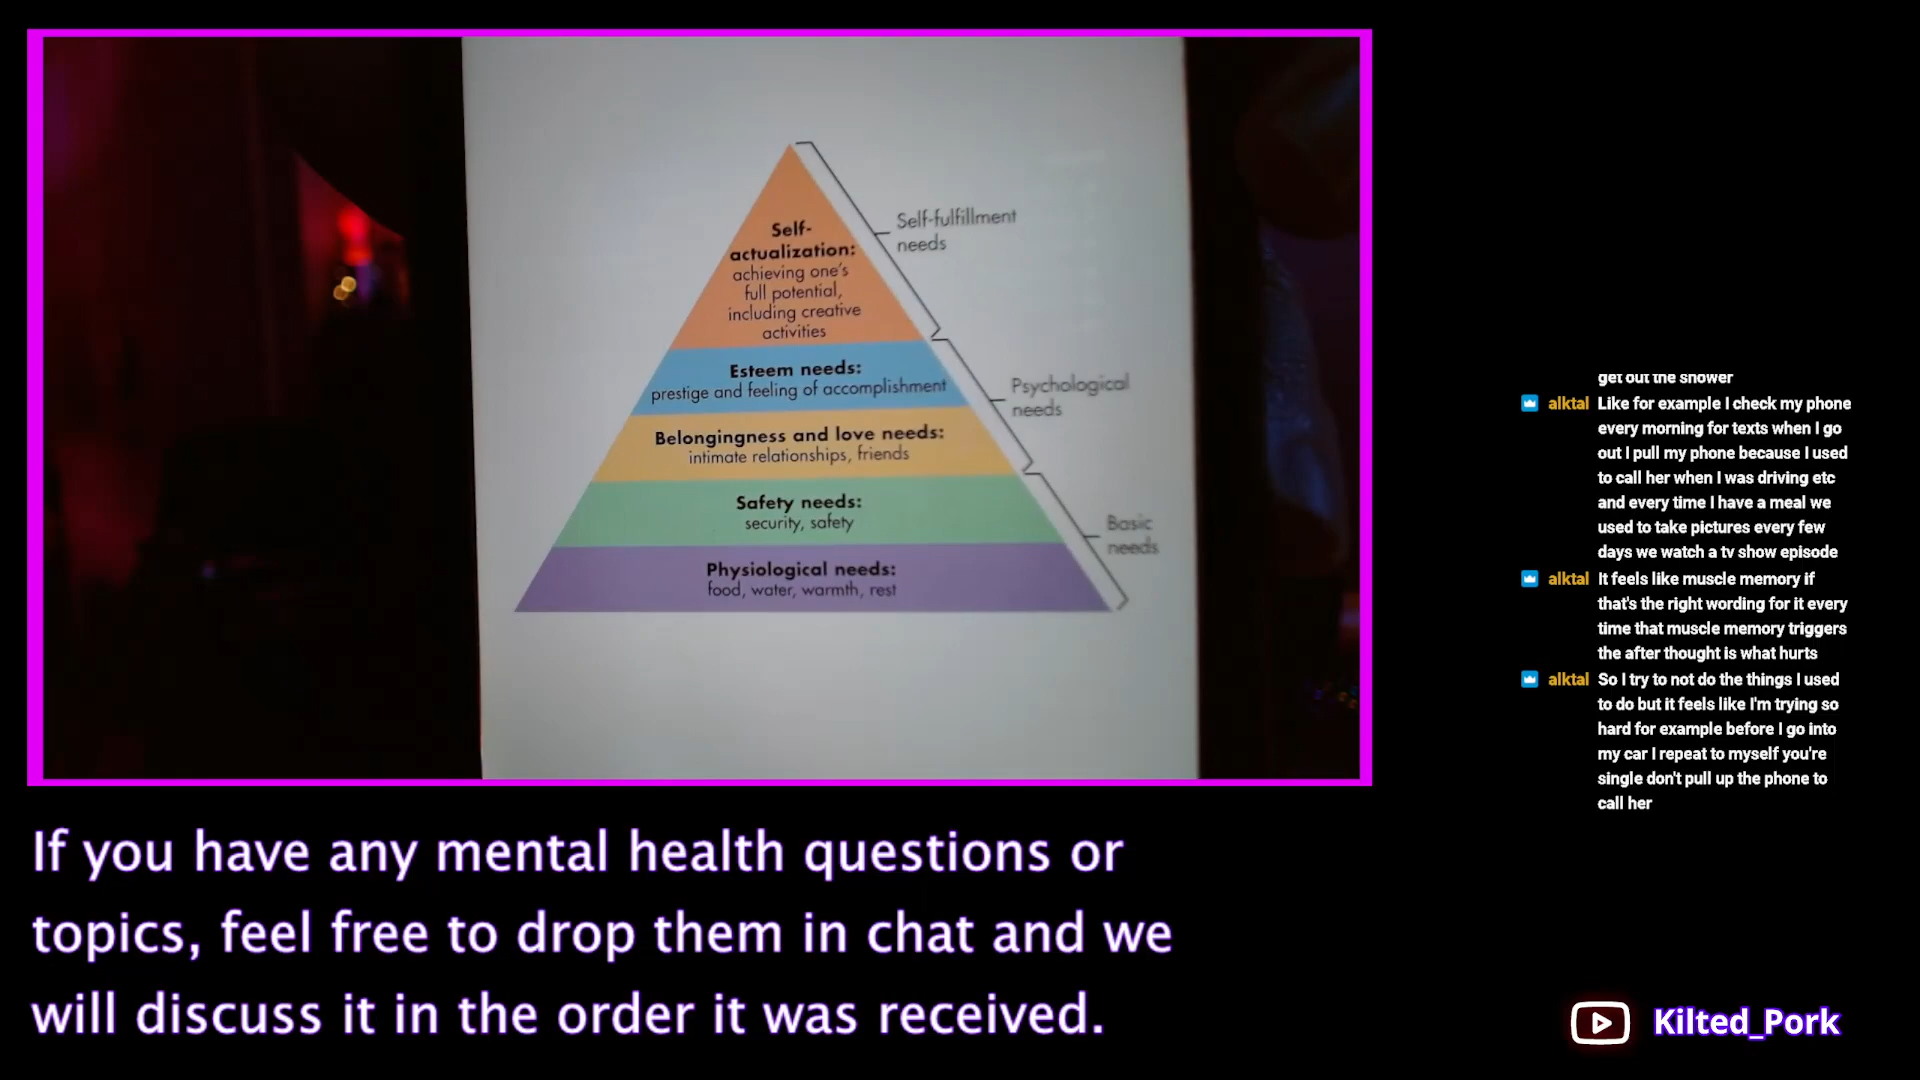 Self-
actualization:
achieving one's
full potential,
including creative
activities
Self-fulfillment
needs
Esteem needs:
prestige and feeling of accomplishment
Psychological
needs
Belongingness and love needs:
intimate relationships, friends
Safety needs:
security, safety
Basic
needs
Physiological needs:
food, water, warmth, rest
get out the shower
alktal Like for example I check my phone
every morning for texts when I go
out I pull my phone because I used
to call her when I was driving etc
and every time I have a meal we
used to take pictures every few
days we watch a tv show episode
alktal It feels like muscle memory if
that's the right wording for it every
time that muscle memory triggers
the after thought is what hurts
alktal So I try to not do the things I used
to do but it feels like I'm trying so
hard for example before I go into
my car I repeat to myself you're
single don't pull up the phone to
call her
If you have any mental health questions or
topics, feel free to drop them in chat and we
will discuss it in the order it was received.
Kilted_Pork